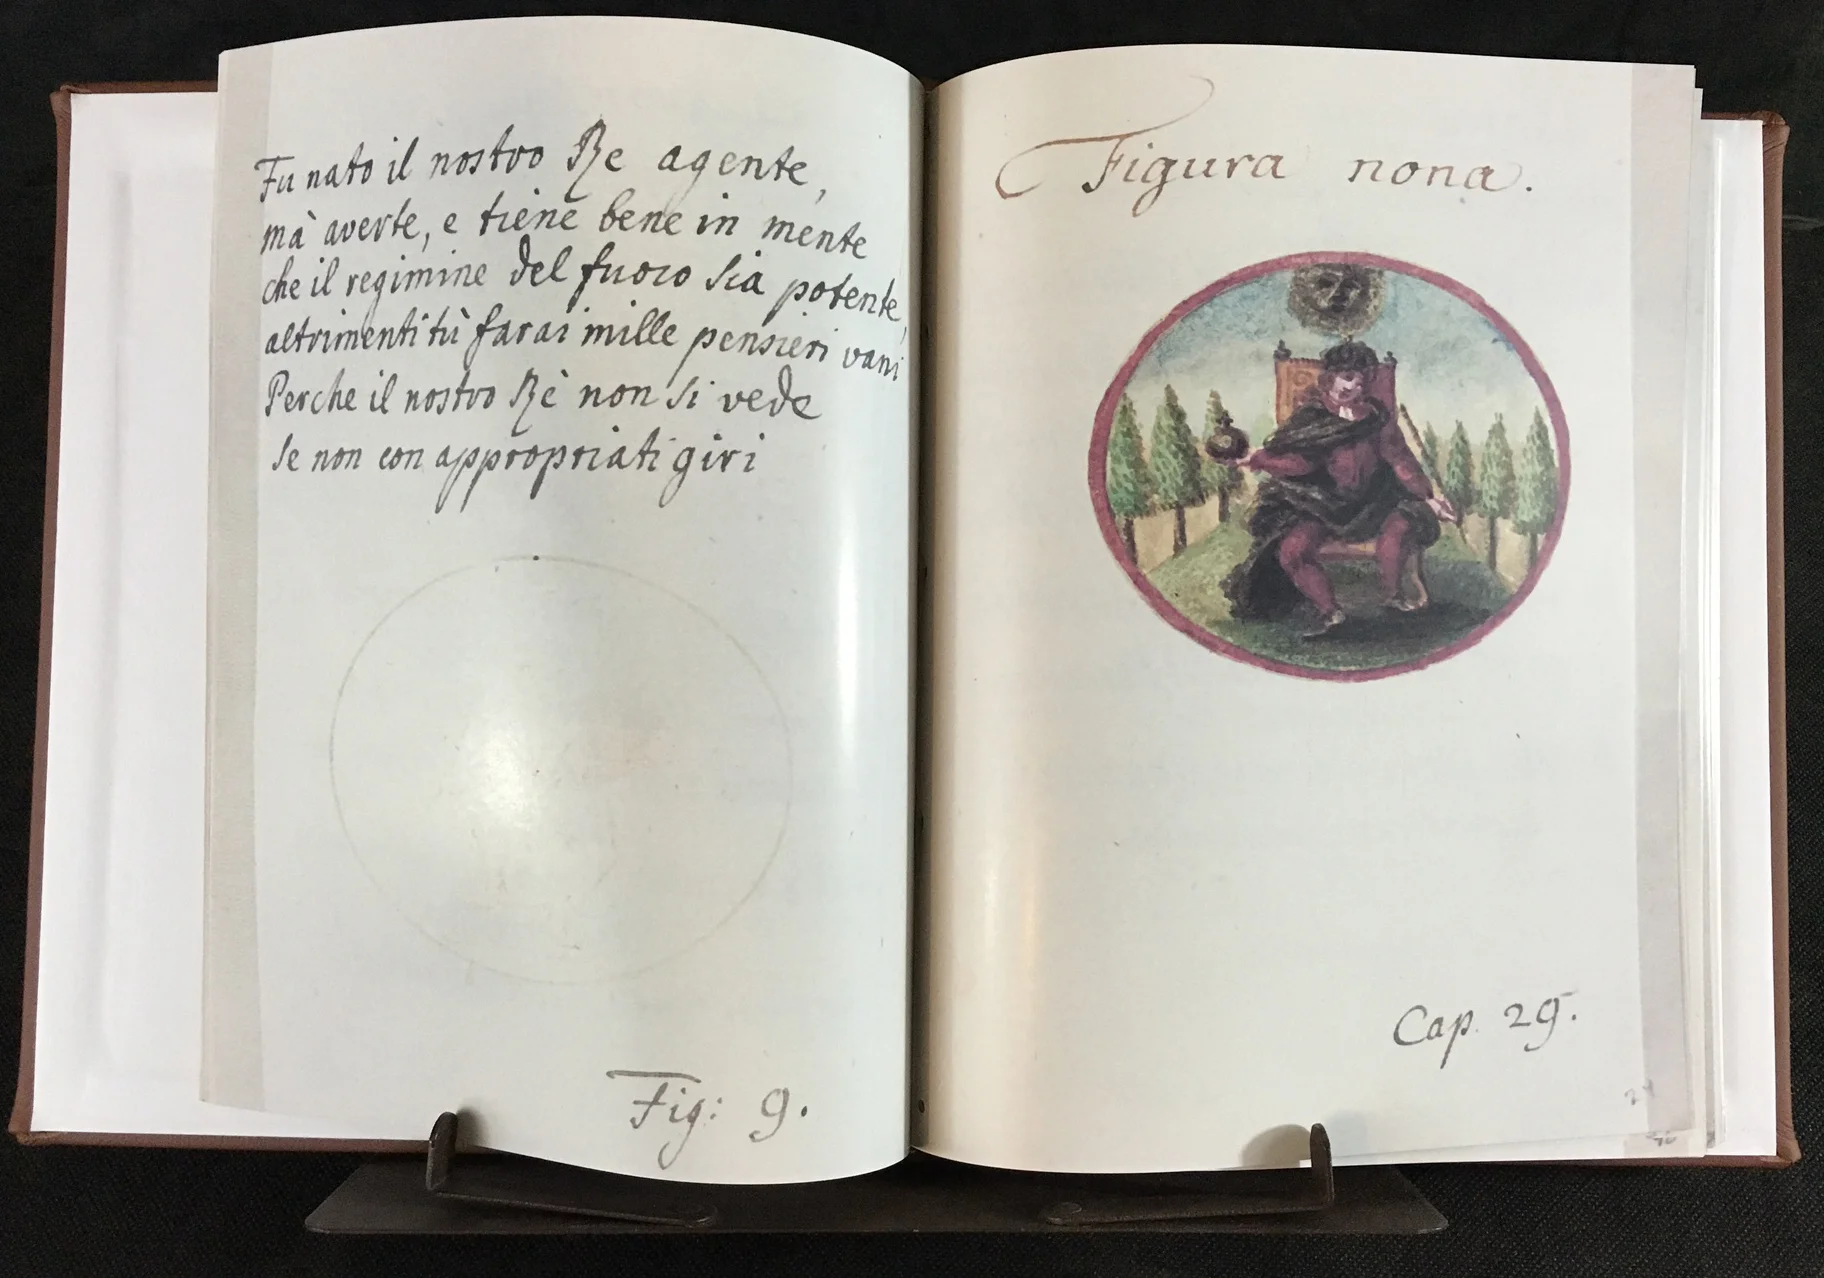 Fu nato il nostro Re agente,
mà averte, e tiene bene in mente
che il regimine del fuoco sia potente,
altrimenti tù farai mille pensieri vani
Perche il nostro Rè non si vede
se non con appropriati giri
Fig: 9.
Figura nona.
Cap. 29.